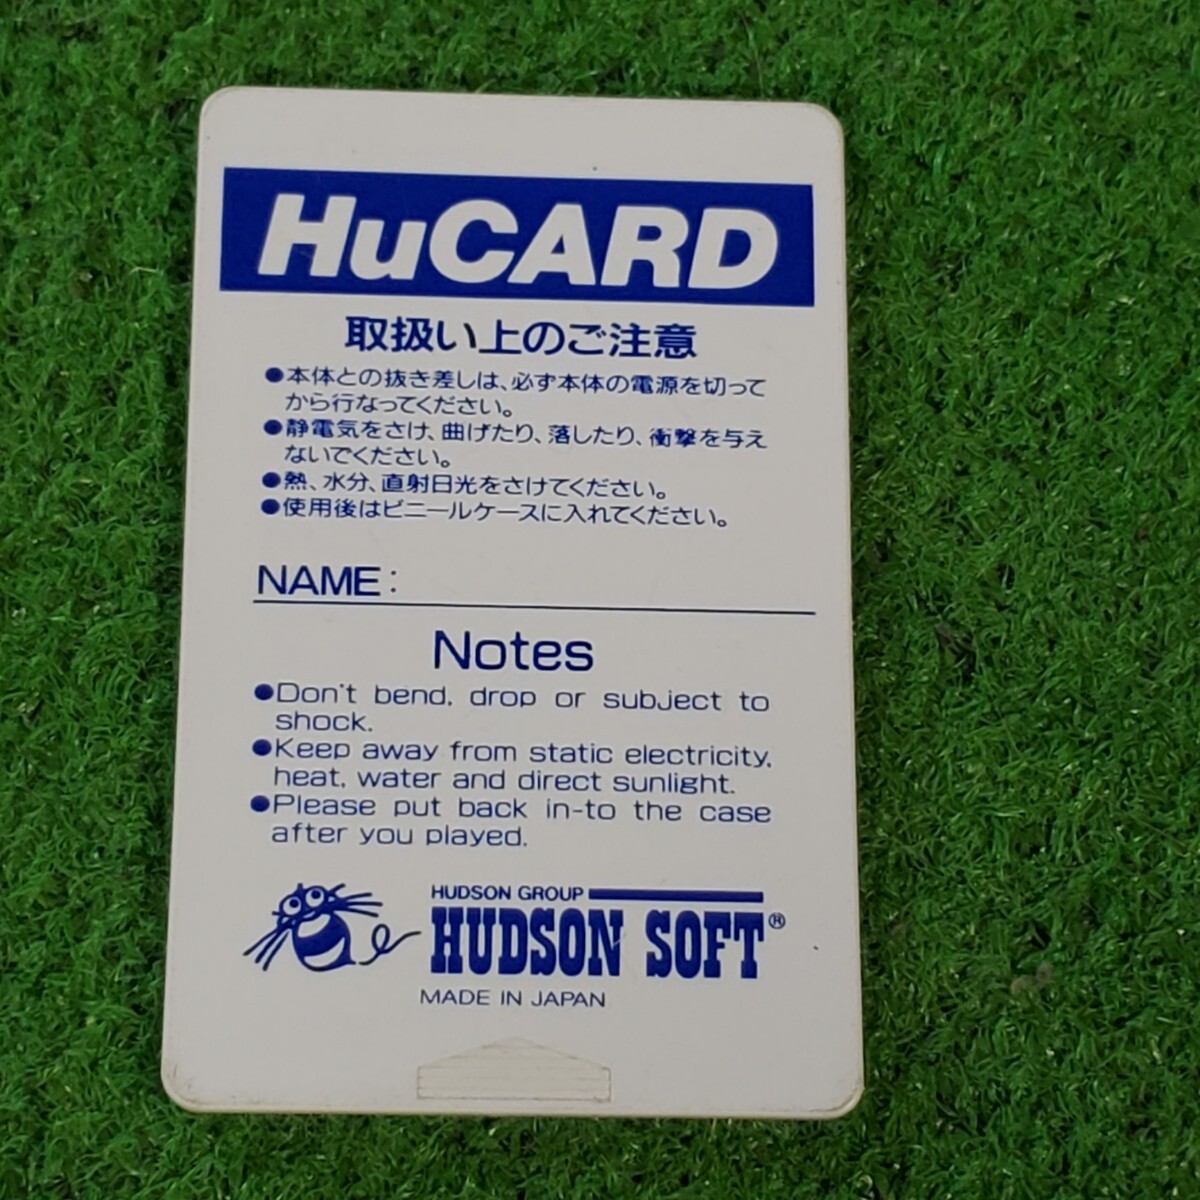 HuCARD
取扱い上のご注意
●本体との抜き差しは、必ず本体の電源を切って
から行なってください。
●静電気をさけ、曲げたり、落したり、衝撃を与え
ないでください。
●熱、水分、直射日光をさけてください。
●使用後はビニールケースに入れてください。
NAME:
Notes
●Don't bend, drop or subject to
shock.
●Keep away from static electricity,
heat, water and direct sunlight.
●Please put back in-to the case
after you played.
HUDSON GROUP
HUDSON SOFT®
MADE IN JAPAN